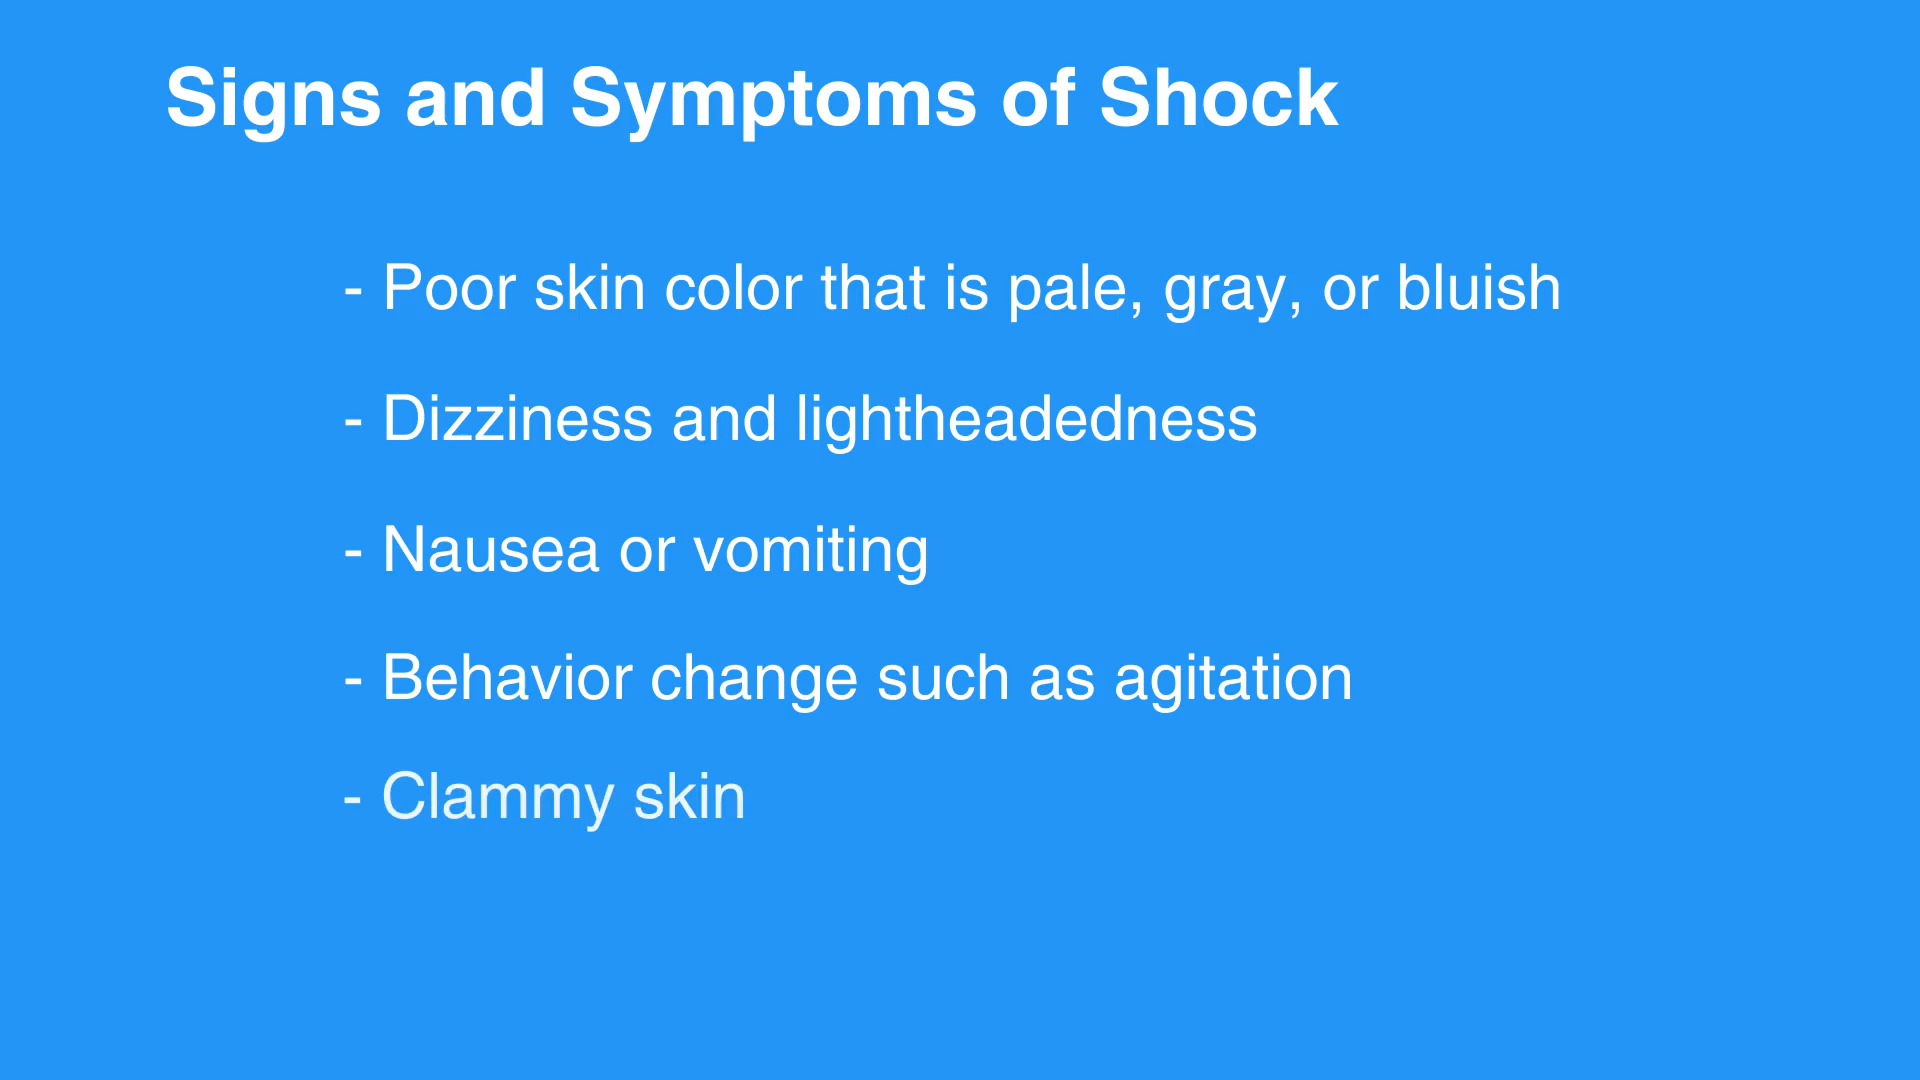 Signs and Symptoms of Shock
- Poor skin color that is pale, gray, or bluish
- Dizziness and lightheadedness
- Nausea or vomiting
- Behavior change such as agitation
- Clammy skin